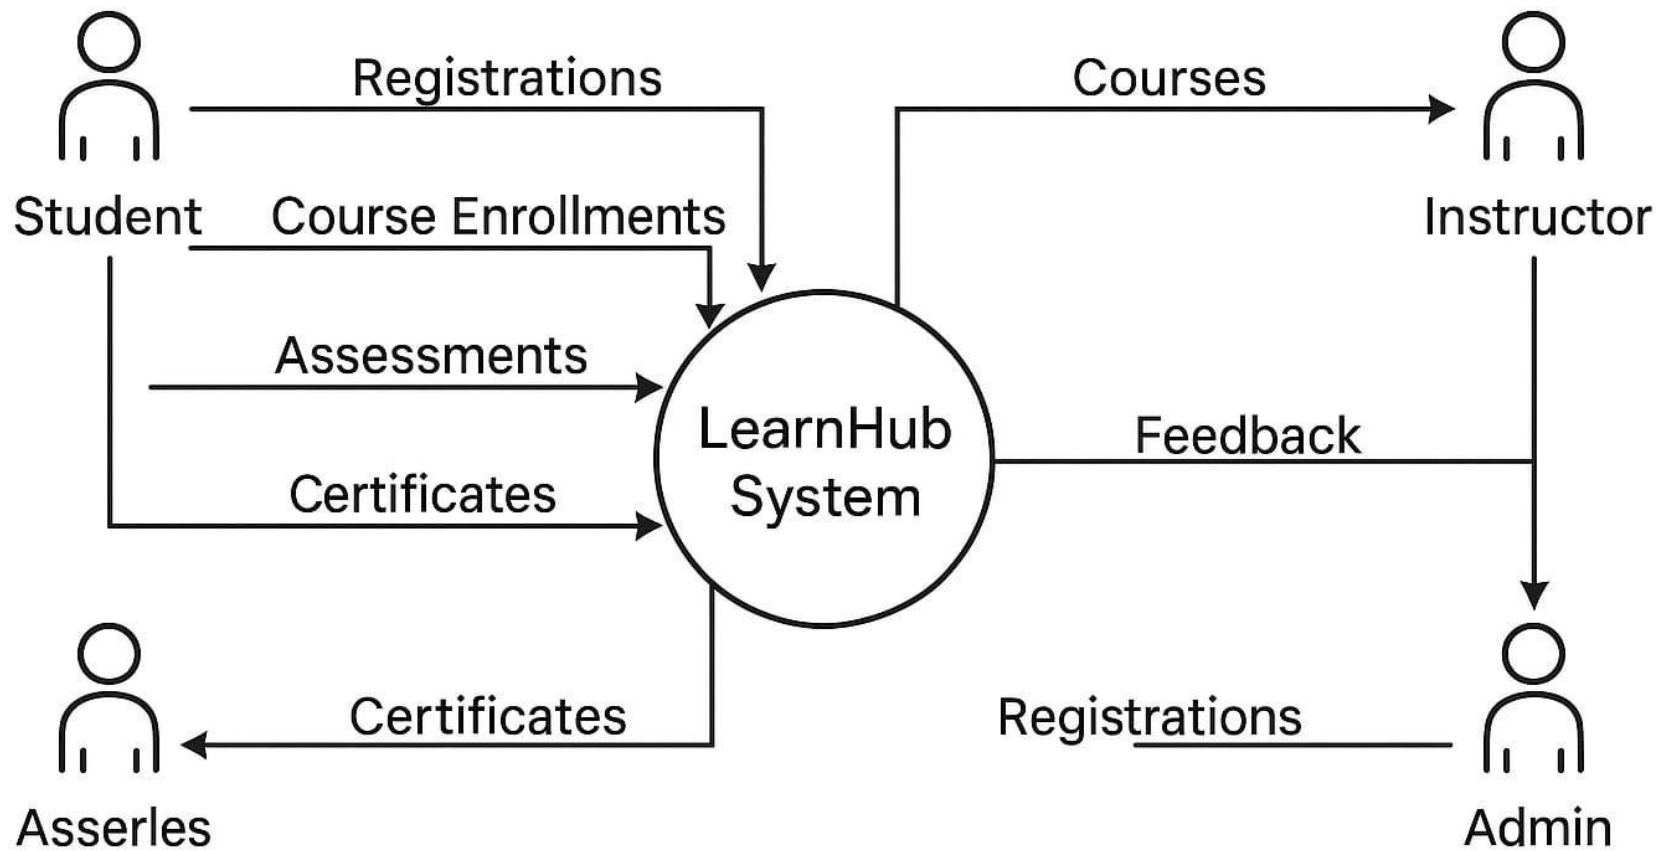 Registrations
Courses
Student
Course Enrollments
Instructor
Assessments
LearnHub
System
Feedback
Certificates
Certificates
Registrations
Asserles
Admin